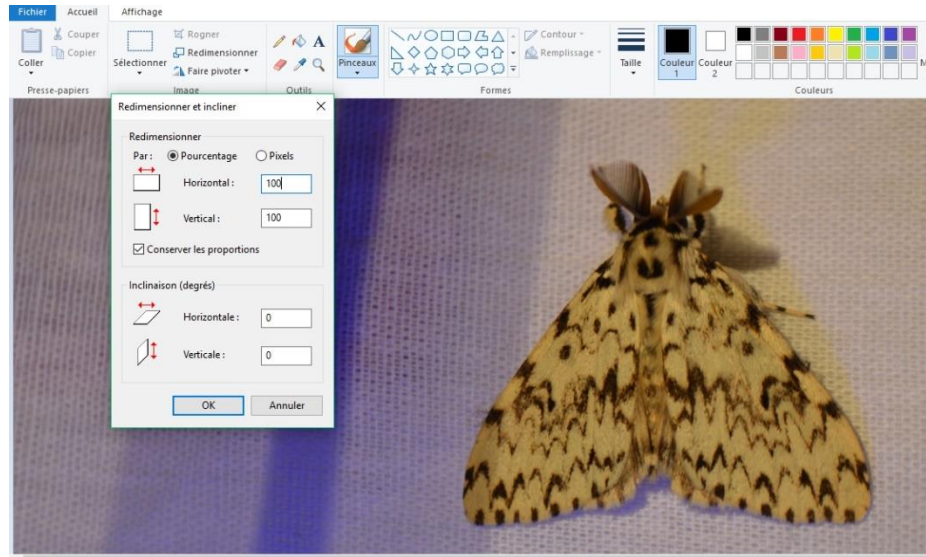 Fichier Accueil Affichage
Coller
Couper
Copier
Presse-papiers
Sélectionner
Rogner
Redimensionner
Faire pivoter
Image
A
Outils
Pinceaux
Contour
Remplissage
Formes
Taille
Couleur 1
Couleur 2
Couleurs
M
Redimensionner et incliner
Redimensionner
Par : Pourcentage Pixels
Horizontal : 100
Vertical : 100
Conserver les proportions
Inclinaison (degrés)
Horizontale : 0
Verticale : 0
OK Annuler